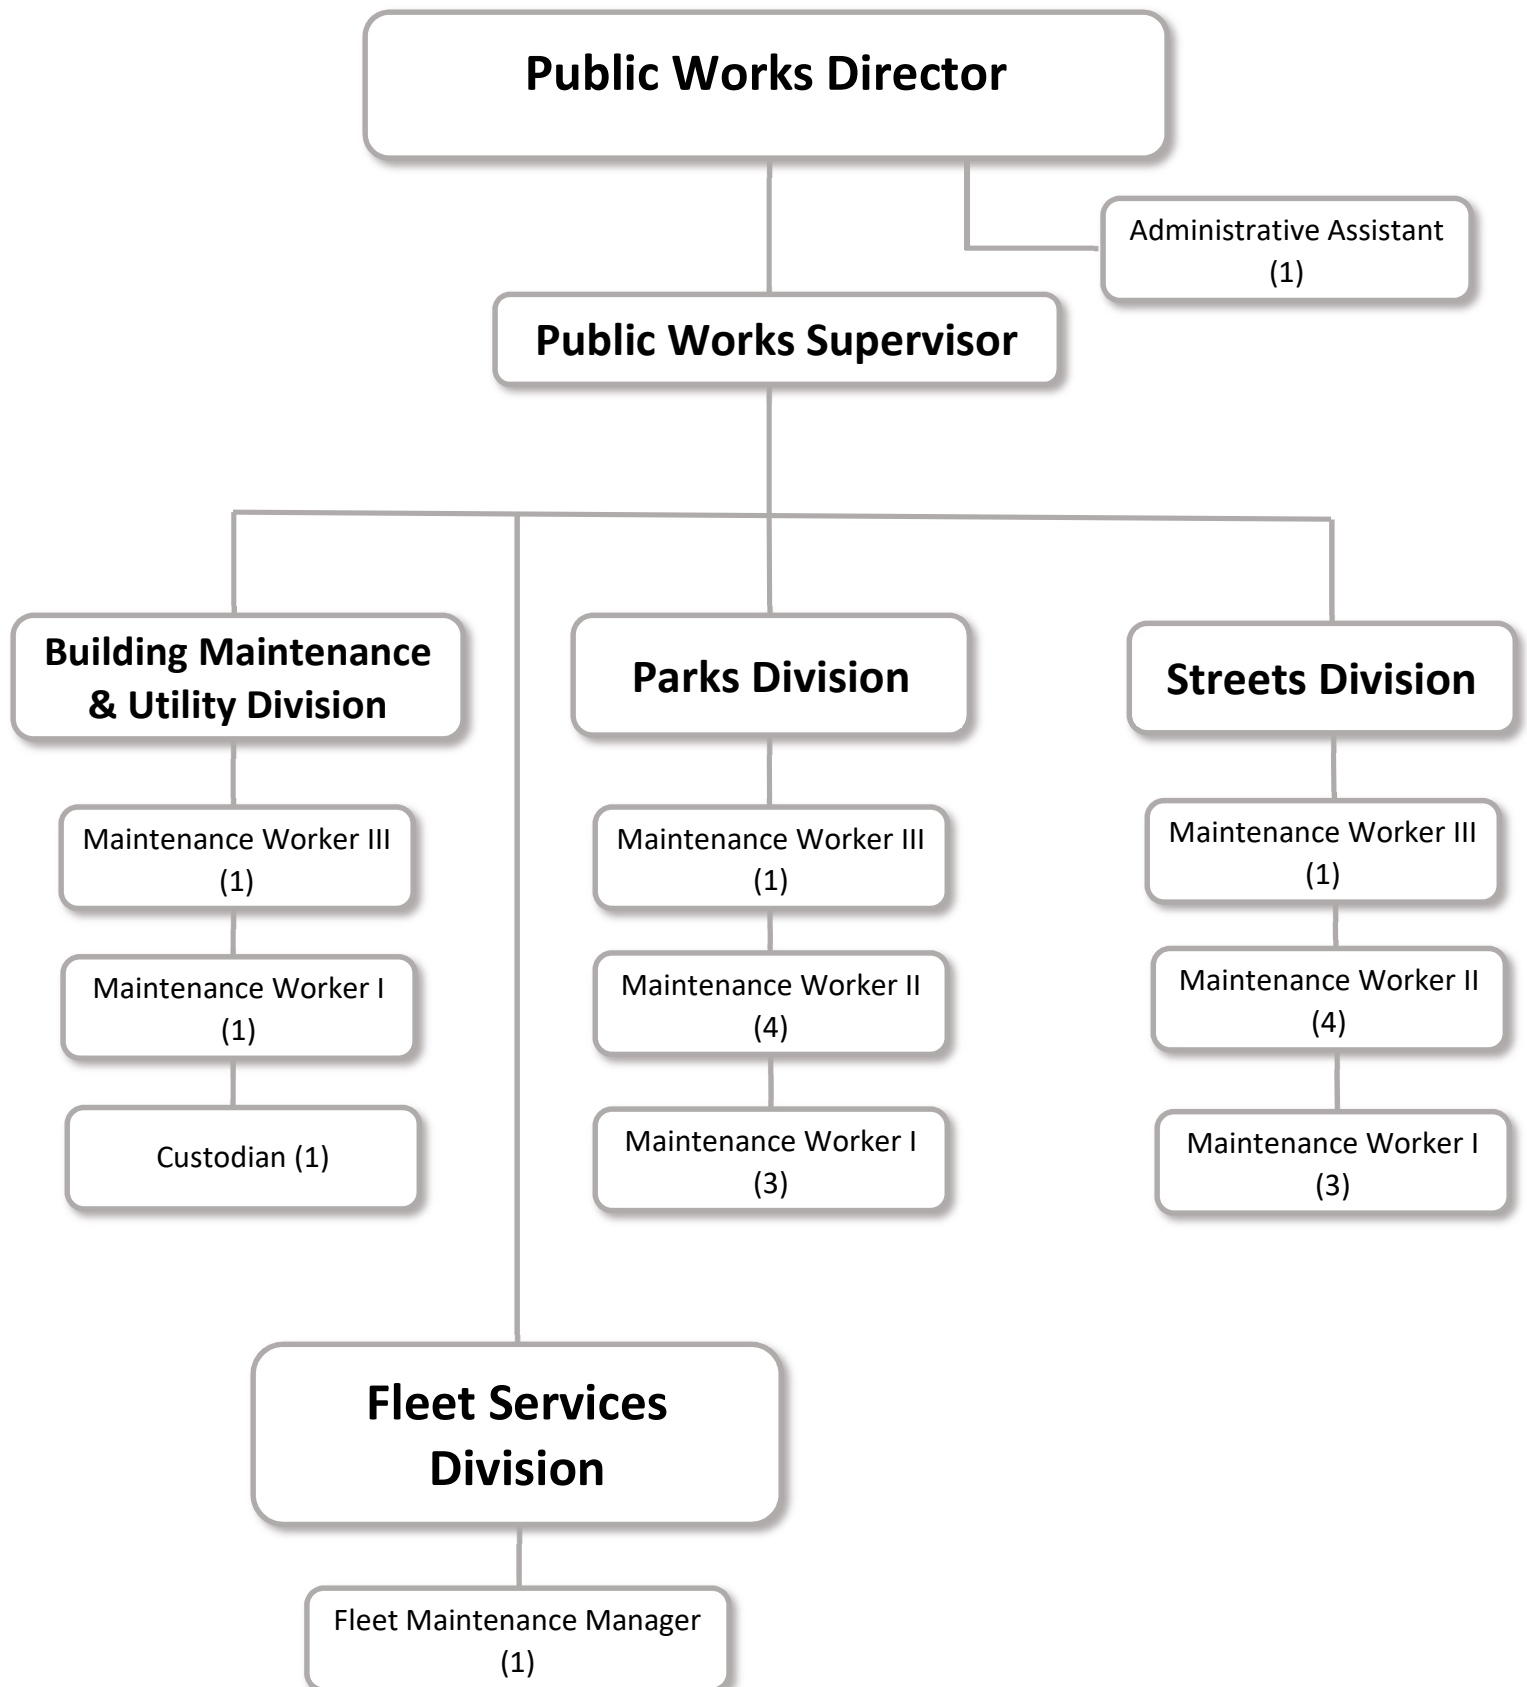 Public Works Director
Administrative Assistant
(1)
Public Works Supervisor
Building Maintenance
& Utility Division
Parks Division
Streets Division
Maintenance Worker III
(1)
Maintenance Worker III
(1)
Maintenance Worker III
(1)
Maintenance Worker I
(1)
Maintenance Worker II
(4)
Maintenance Worker II
(4)
Custodian (1)
Maintenance Worker I
(3)
Maintenance Worker I
(3)
Fleet Services
Division
Fleet Maintenance Manager
(1)